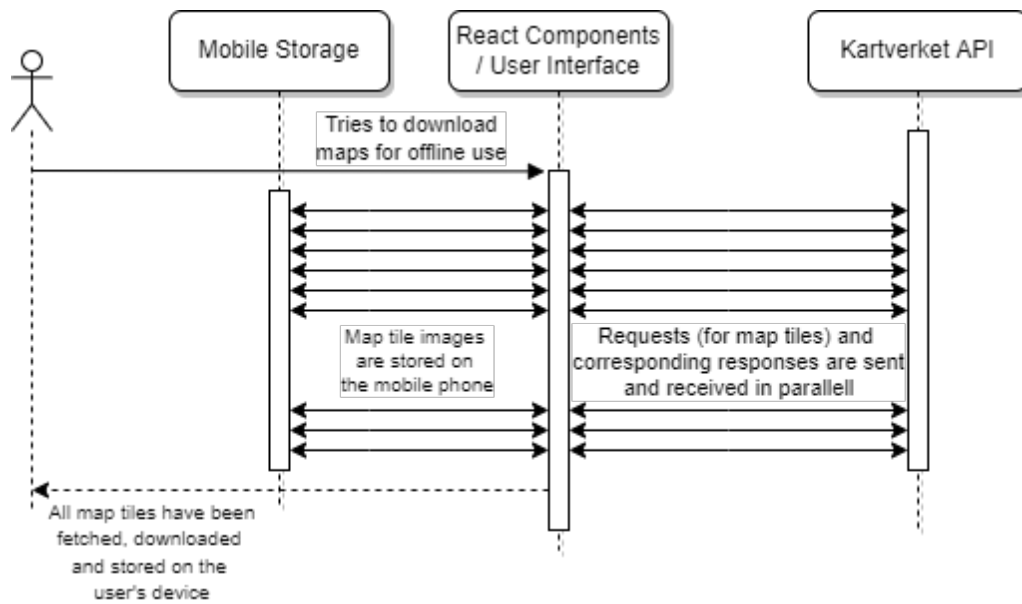 Mobile Storage
React Components
/ User Interface
Kartverket API
Tries to download
maps for offline use
Map tile images
are stored on
the mobile phone
Requests (for map tiles) and
corresponding responses are sent
and received in parallell
All map tiles have been
fetched, downloaded
and stored on the
user's device